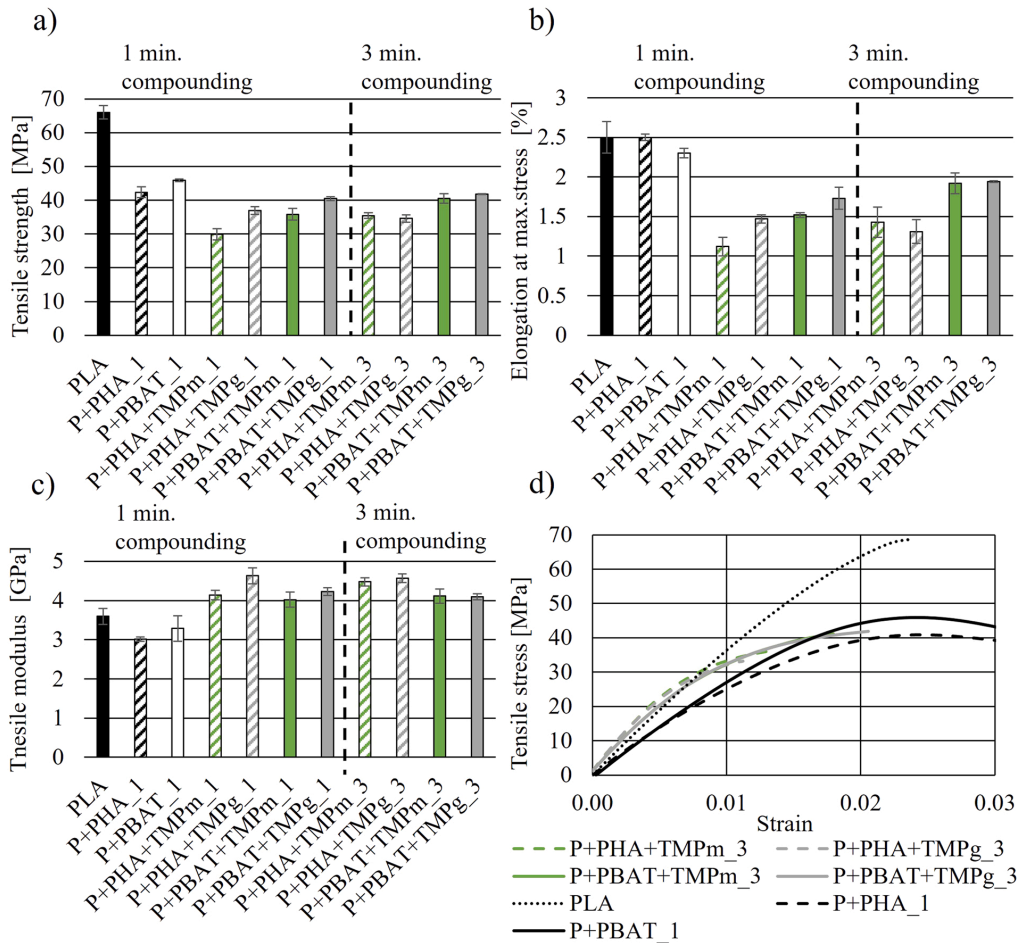 a)
1 min.
compounding
3 min.
compounding
Tensile strength [MPa]
70
60
50
40
30
20
10
0
PLA
P+PHA_1
P+PBAT_1
P+PHA+TMPm_1
P+PHA+TMPg_1
P+PBAT+TMPm_1
P+PBAT+TMPg_1
P+PHA+TMPm_3
P+PHA+TMPg_3
P+PBAT+TMPm_3
P+PBAT+TMPg_3
b)
1 min.
compounding
3 min.
compounding
Elongation at max.stress [%]
3
2.5
2
1.5
1
0.5
0
PLA
P+PHA_1
P+PBAT_1
P+PHA+TMPm_1
P+PHA+TMPg_1
P+PBAT+TMPm_1
P+PBAT+TMPg_1
P+PHA+TMPm_3
P+PHA+TMPg_3
P+PBAT+TMPm_3
P+PBAT+TMPg_3
c)
1 min.
compounding
3 min.
compounding
Tnesile modulus [GPa]
5
4
3
2
1
0
PLA
P+PHA_1
P+PBAT_1
P+PHA+TMPm_1
P+PHA+TMPg_1
P+PBAT+TMPm_1
P+PBAT+TMPg_1
P+PHA+TMPm_3
P+PHA+TMPg_3
P+PBAT+TMPm_3
P+PBAT+TMPg_3
d)
Tensile stress [MPa]
70
60
50
40
30
20
10
0
0.00
0.01
0.02
0.03
Strain
P+PHA+TMPm_3
P+PHA+TMPg_3
P+PBAT+TMPm_3
P+PBAT+TMPg_3
PLA
P+PHA_1
P+PBAT_1